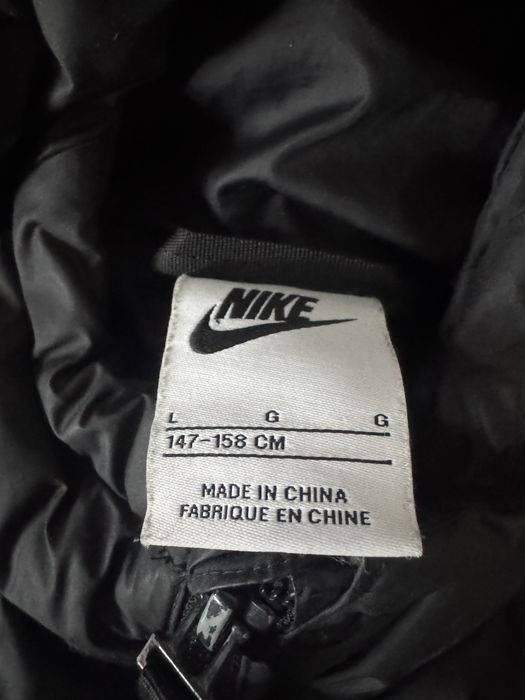 NIKE
L G G
147-158 CM
MADE IN CHINA
FABRIQUE EN CHINE